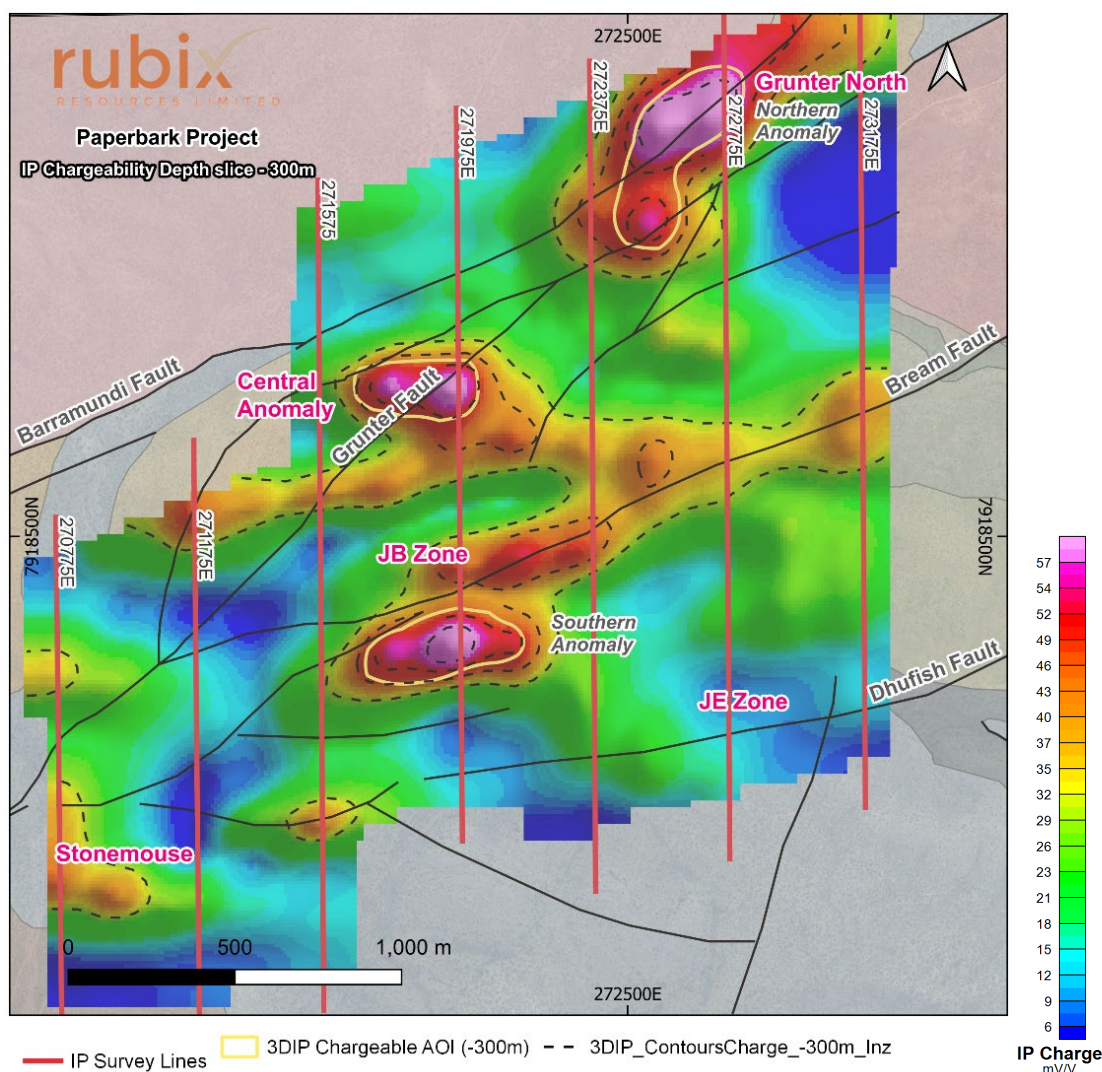 rubix
RESOURCES LIMITED
Paperbark Project
IP Chargeability Depth slice - 300m
272500E
272375E
271975E
271575
272775E
273175E
Grunter North
Northern
Anomaly
Barramundi Fault
Central
Anomaly
Grunter Fault
Bream Fault
7918500N
270775E
271175E
JB Zone
7918500N
Southern
Anomaly
JE Zone
Dhufish Fault
Stonemouse
0 500 1,000 m
272500E
57
54
52
49
46
43
40
37
35
32
29
26
23
21
18
15
12
9
6
IP Charge
mV/V
IP Survey Lines
3DIP Chargeable AOI (-300m)
3DIP_ContoursCharge_-300m_lnz